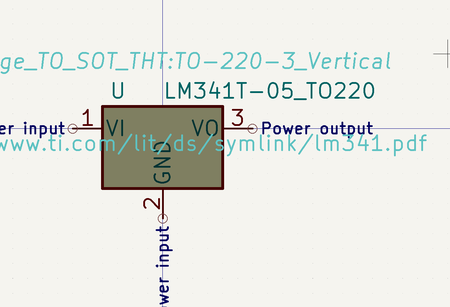 ge_TO_SOT_THT:TO-220-3_Vertical
U LM341T-05_TO220
er input 1 VI VO 3 Power output
www.ti.com/lit/ds/symlink/lm341.pdf
GND
2
wer input